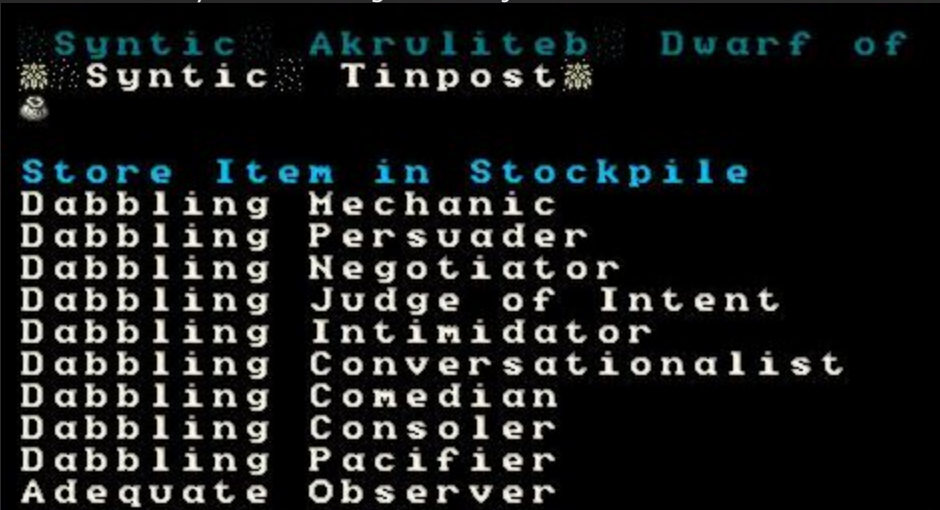 Syntic Akruliteb Dwarf of
Syntic Tinpost
Store Item in Stockpile
Dabbling Mechanic
Dabbling Persuader
Dabbling Negotiator
Dabbling Judge of Intent
Dabbling Intimidator
Dabbling Conversationalist
Dabbling Comedian
Dabbling Consoler
Dabbling Pacifier
Adequate Observer